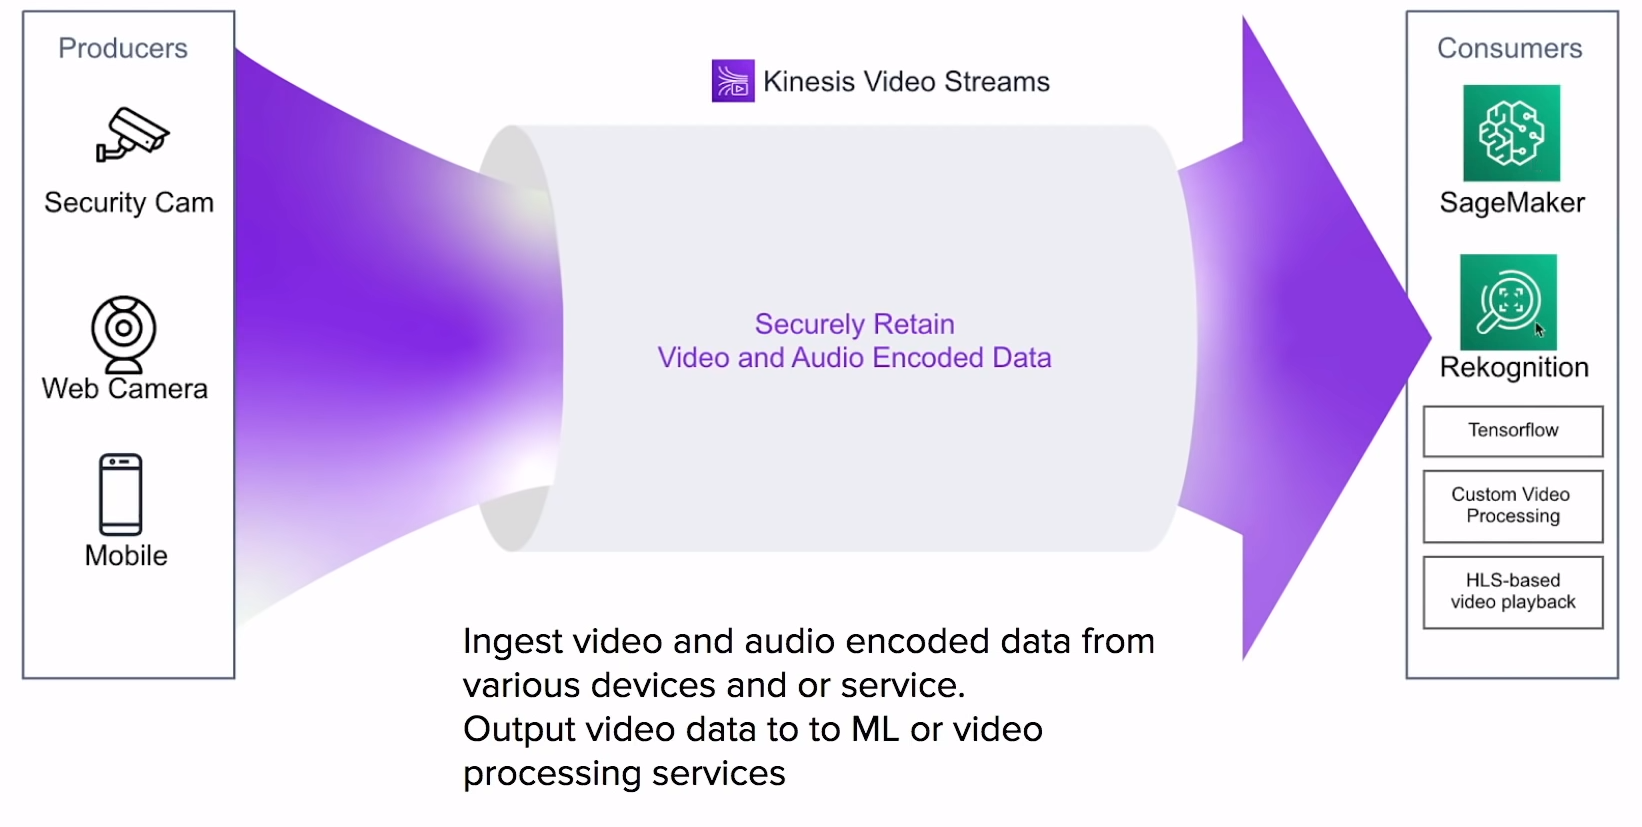 Producers
Security Cam
Web Camera
Mobile
Kinesis Video Streams
Securely Retain
Video and Audio Encoded Data
Consumers
SageMaker
Rekognition
Tensorflow
Custom Video
Processing
HLS-based
video playback
Ingest video and audio encoded data from
various devices and or service.
Output video data to to ML or video
processing services